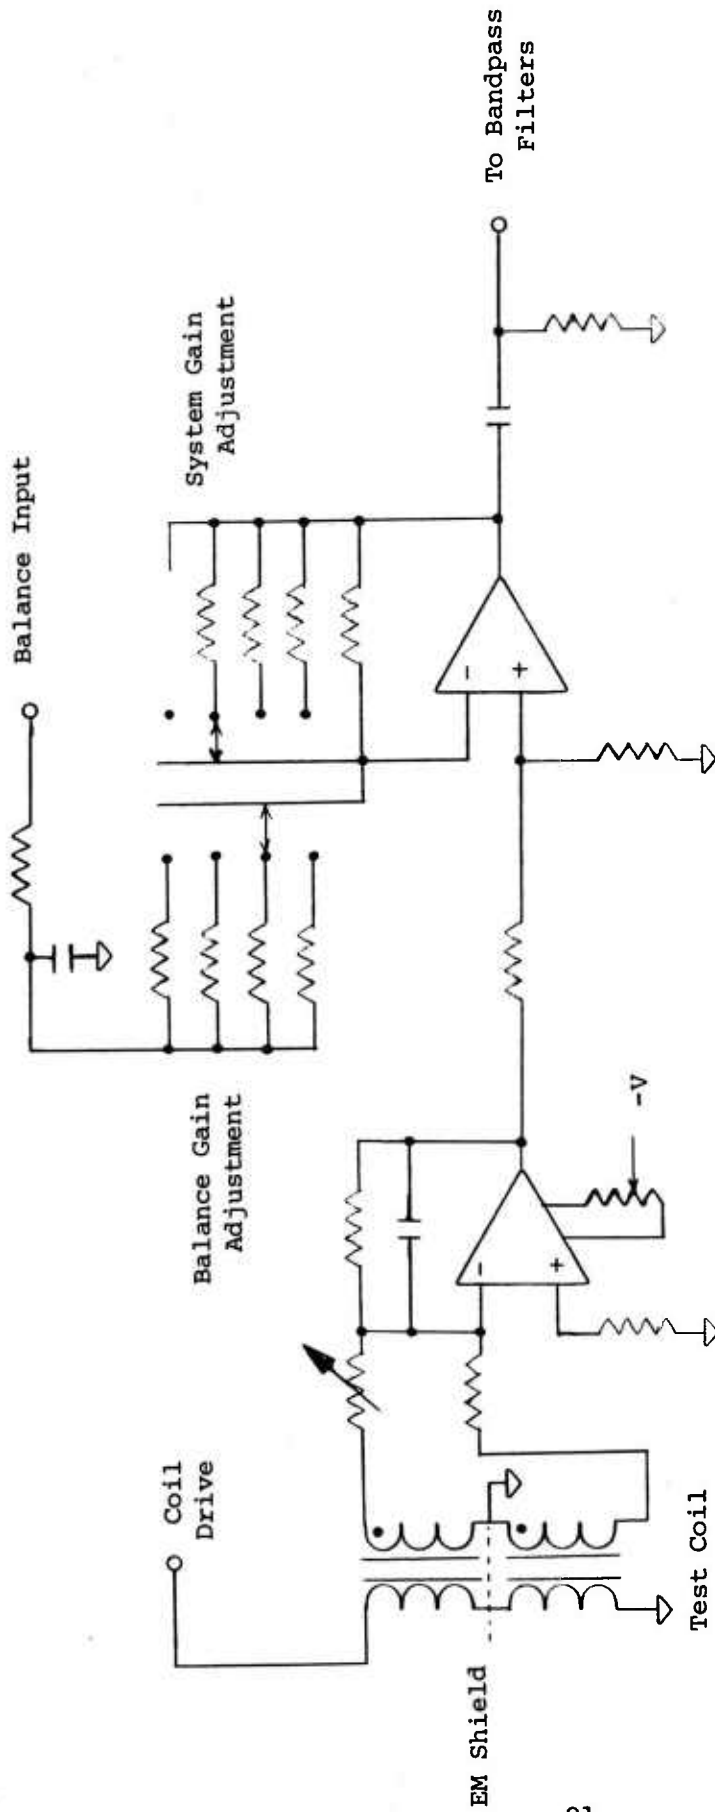 Balance Input
System Gain
Adjustment
To Bandpass
Filters
Balance Gain
Adjustment
Coil
Drive
-
+
-
+
-V
EM Shield
Test Coil